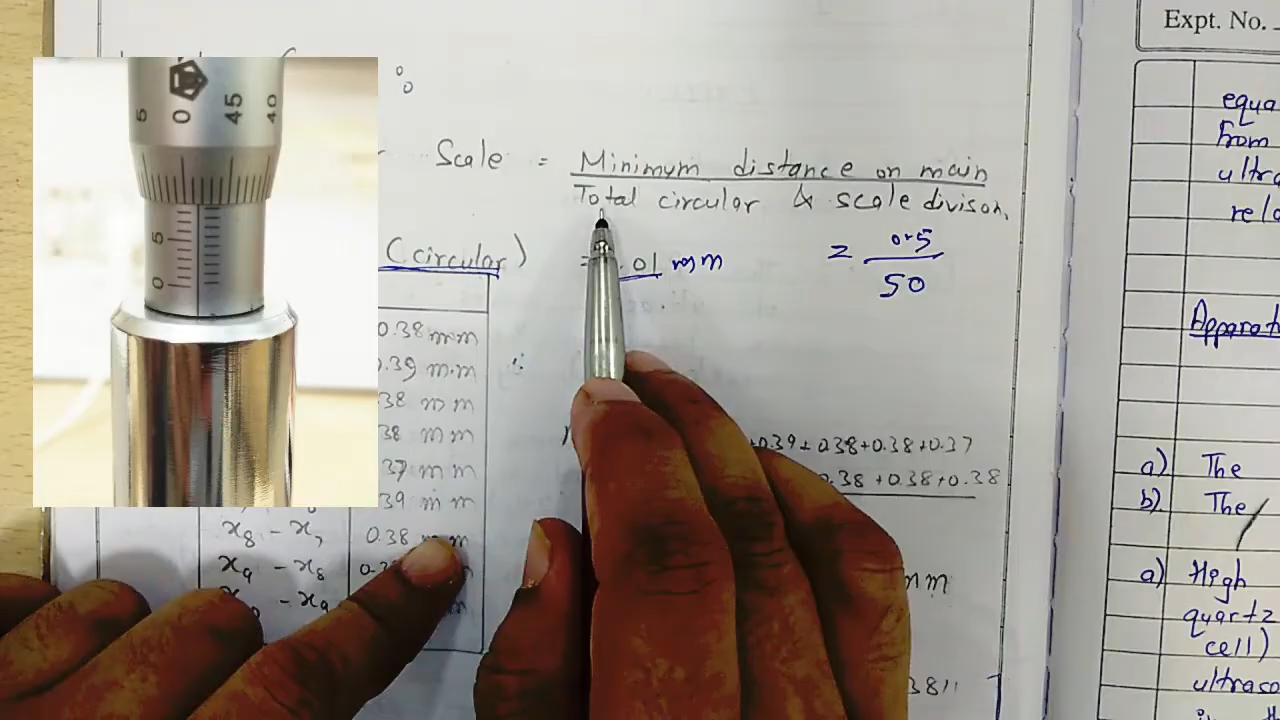 Expt. No.
5 0 45 40
0 5
Scale = Minimum distance on main
Total circular & scale divison.
(circular) = .01 mm = 0.5
50
0.38 mm
.39 m.m
38 mm
38 mm
37 mm
39 mm
x8 - x7 0.38
x9 - x8
- x9
0.39 + 0.38+0.38+0.37
0.38 + 0.38+0.38
mm
3811
equa
From
ultra
rela
Apparat
a) The
b) The
a) High
quartz
cell)
ultraso